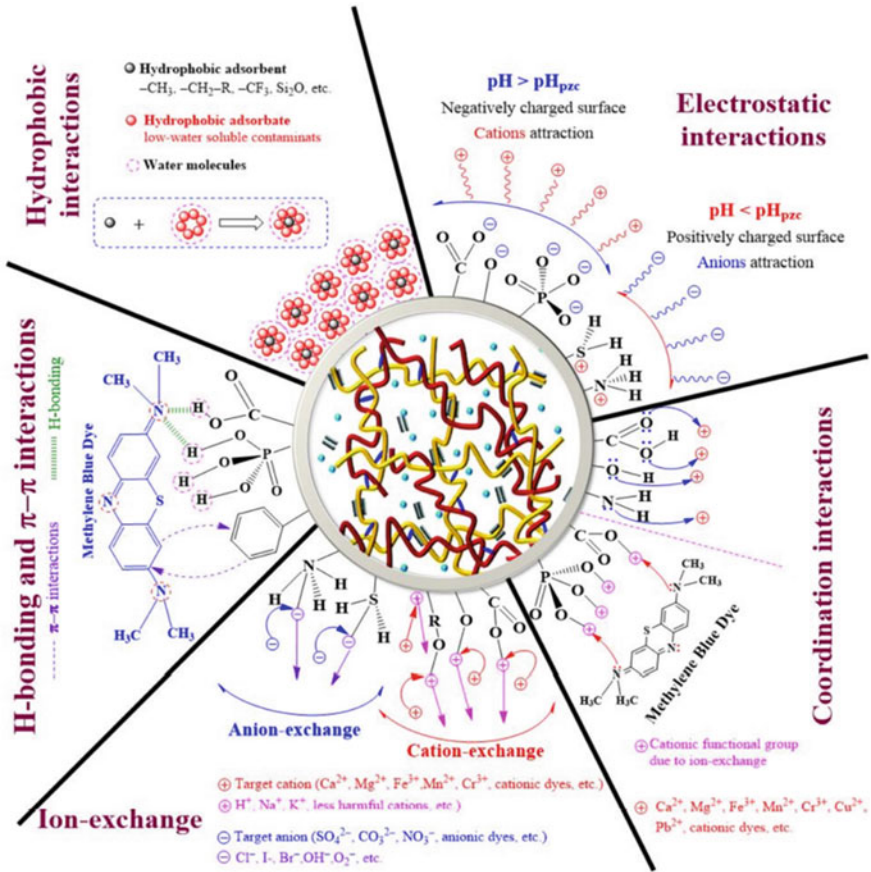 Hydrophobic
interactions
Hydrophobic adsorbent
–CH₃, –CH₂–R, –CF₃, Si₂O, etc.
Hydrophobic adsorbate
low-water soluble contaminats
Water molecules
+
pH > pHpzc
Negatively charged surface
Cations attraction
Electrostatic
interactions
pH < pHpzc
Positively charged surface
Anions attraction
C O O O
O P O O O
S H H
N H H H
H-bonding and π–π interactions
H-bonding
π–π interactions
Methylene Blue Dye
CH₃
CH₃
N
N
S
N
H₃C
CH₃
O C O H
H O P O O O
H H
Coordination interactions
C O O H
O H
N H H
C O O
P O O O O
N CH₃ CH₃
S
N:
N
H₃C H₃C
Methylene Blue Dye
Cationic functional group
due to ion-exchange
Ca²⁺, Mg²⁺, Fe³⁺, Mn²⁺, Cr³⁺, Cu²⁺,
Pb²⁺, cationic dyes, etc.
N H H H
H S H
R O
O
C O O
Anion-exchange
Cation-exchange
Ion-exchange
Target cation (Ca²⁺, Mg²⁺, Fe³⁺,Mn²⁺, Cr³⁺, cationic dyes, etc.)
H⁺, Na⁺, K⁺, less harmful cations, etc.)
Target anion (SO₄²⁻, CO₃²⁻, NO₃⁻, anionic dyes, etc.)
Cl⁻, I-, Br⁻,OH⁻,O₂⁻, etc.